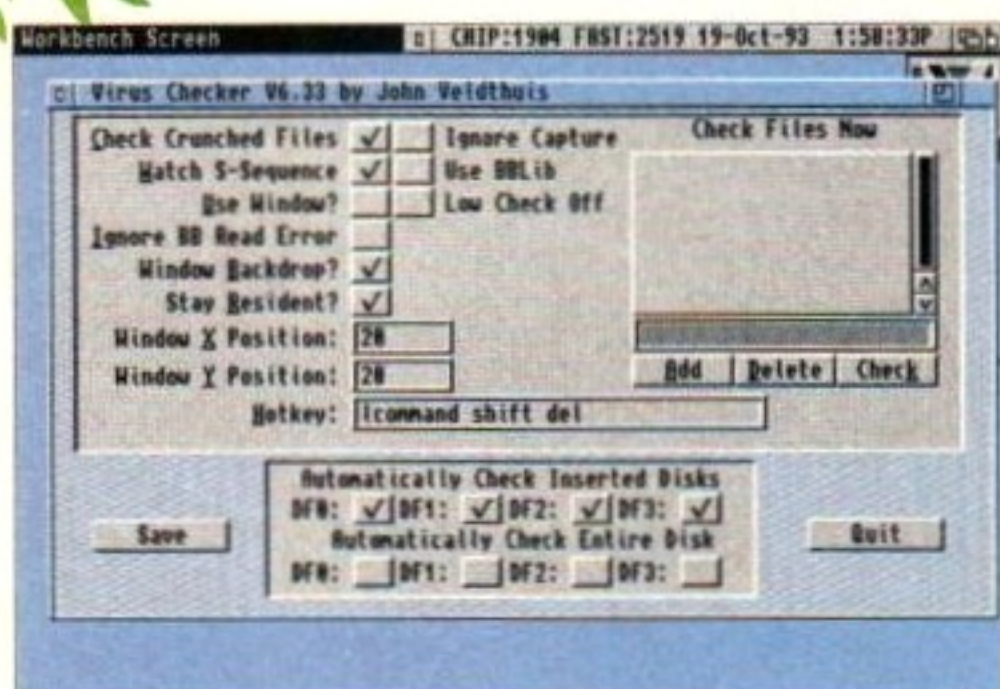 Workbench Screen
CHIP:1904 FAST:2519 19-Oct-93 1:58:33P
Virus Checker V6.33 by John Veldthuis
Check Crunched Files
Ignore Capture
Watch S-Sequence
Use BBLib
Use Window?
Low Check Off
Ignore BB Read Error
Window Backdrop?
Stay Resident?
Window X Position: 20
Window Y Position: 20
Hotkey: lcommand shift del
Check Files Now
Add Delete Check
Automatically Check Inserted Disks
DF0: DF1: DF2: DF3:
Automatically Check Entire Disk
DF0: DF1: DF2: DF3:
Save
Quit